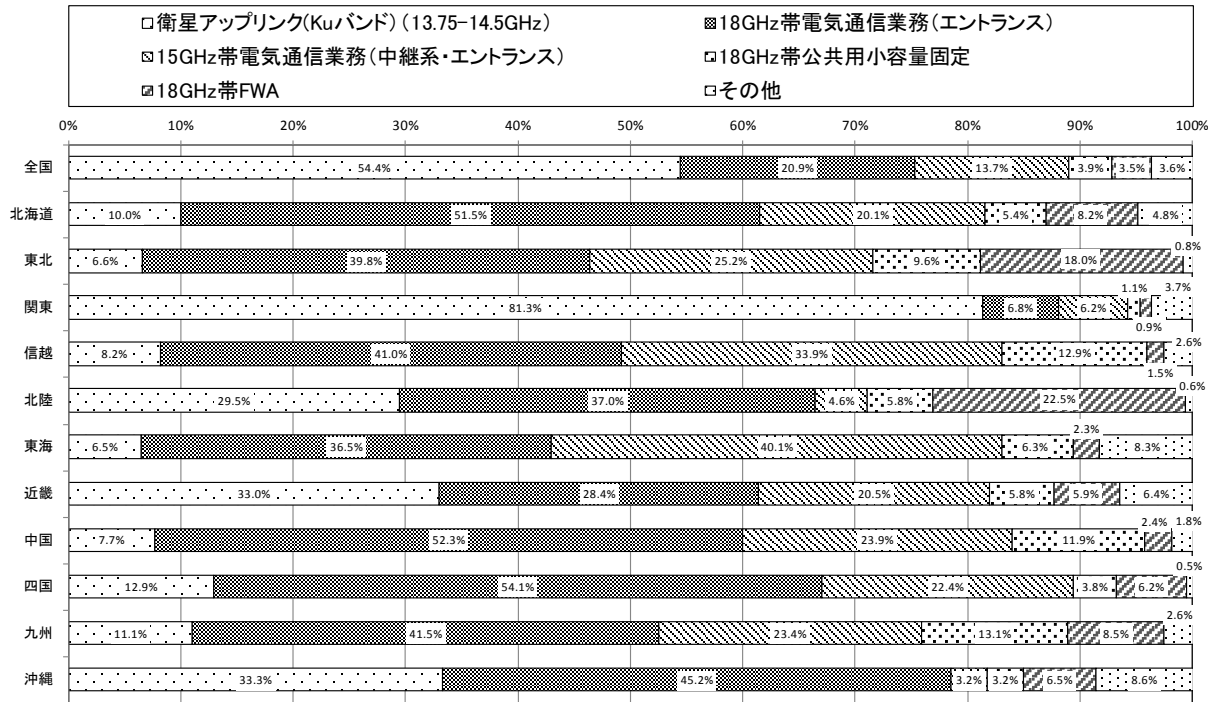 衛星アップリンク(Kuバンド)(13.75-14.5GHz) 18GHz帯電気通信業務(エントランス)
15GHz帯電気通信業務(中継系・エントランス) 18GHz帯公共用小容量固定
18GHz帯FWA その他
0% 10% 20% 30% 40% 50% 60% 70% 80% 90% 100%
全国 54.4% 20.9% 13.7% 3.9% 3.5% 3.6%
北海道 10.0% 51.5% 20.1% 5.4% 8.2% 4.8%
東北 6.6% 39.8% 25.2% 9.6% 18.0% 0.8%
関東 81.3% 6.8% 6.2% 1.1% 0.9% 3.7%
信越 8.2% 41.0% 33.9% 12.9% 1.5% 2.6%
北陸 29.5% 37.0% 4.6% 5.8% 22.5% 0.6%
東海 6.5% 36.5% 40.1% 6.3% 2.3% 8.3%
近畿 33.0% 28.4% 20.5% 5.8% 5.9% 6.4%
中国 7.7% 52.3% 23.9% 11.9% 2.4% 1.8%
四国 12.9% 54.1% 22.4% 3.8% 6.2% 0.5%
九州 11.1% 41.5% 23.4% 13.1% 8.5% 2.6%
沖縄 33.3% 45.2% 3.2% 3.2% 6.5% 8.6%